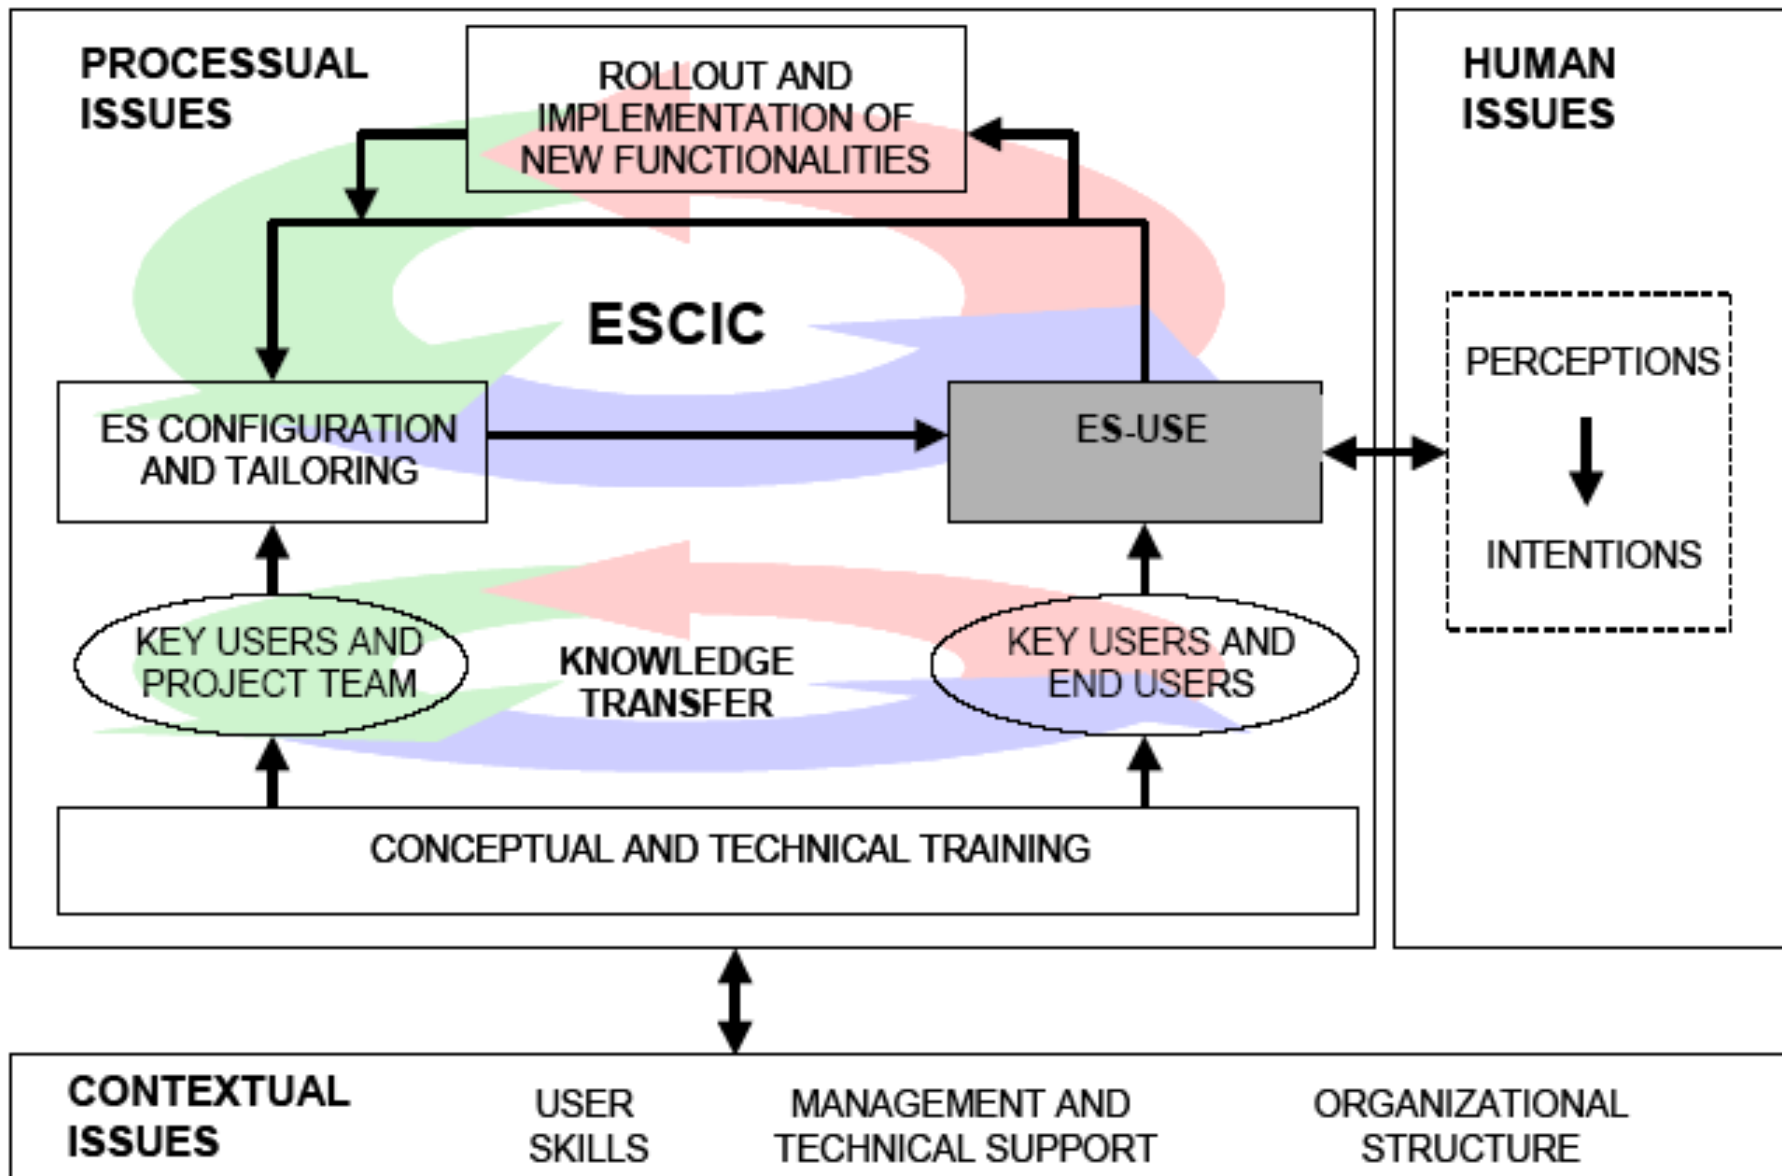 PROCESSUAL
ISSUES
ROLLOUT AND
IMPLEMENTATION OF
NEW FUNCTIONALITIES
HUMAN
ISSUES
ESCIC
PERCEPTIONS
INTENTIONS
ES CONFIGURATION
AND TAILORING
ES-USE
KEY USERS AND
PROJECT TEAM
KNOWLEDGE
TRANSFER
KEY USERS AND
END USERS
CONCEPTUAL AND TECHNICAL TRAINING
CONTEXTUAL
ISSUES
USER
SKILLS
MANAGEMENT AND
TECHNICAL SUPPORT
ORGANIZATIONAL
STRUCTURE